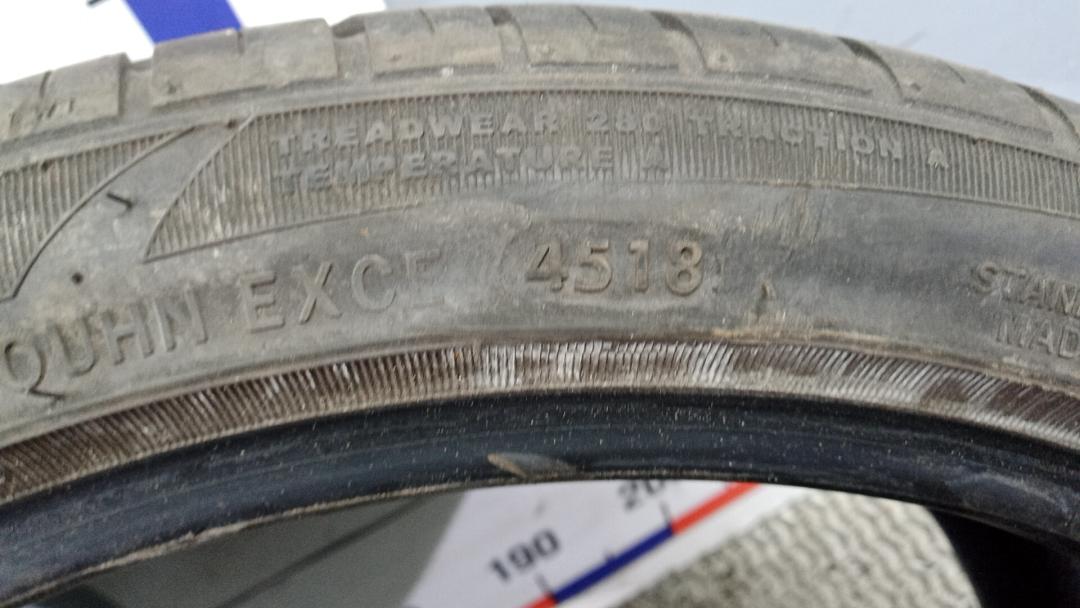 TREADWEAR 280 TRACTION A
TEMPERATURE A
QUHN EXCE 4518
STAN
MAD
190
20